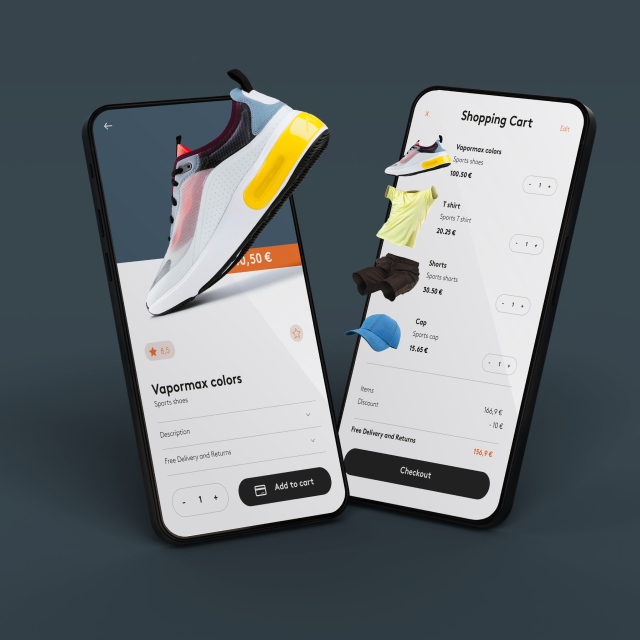 0,50 €
8,5
Vapormax colors
Sports shoes
Description
Free Delivery and Returns
- 1 +
Add to cart
x Shopping Cart Edit
Vapormax colors
Sports shoes
100.50 €
- 1 +
T shirt
Sports T shirt
20.25 €
- 1 +
Shorts
Sports shorts
30.50 €
- 1 +
Cap
Sports cap
15.65 €
- 1 +
Items 166,9 €
Discount - 10 €
Free Delivery and Returns 156,9 €
Checkout